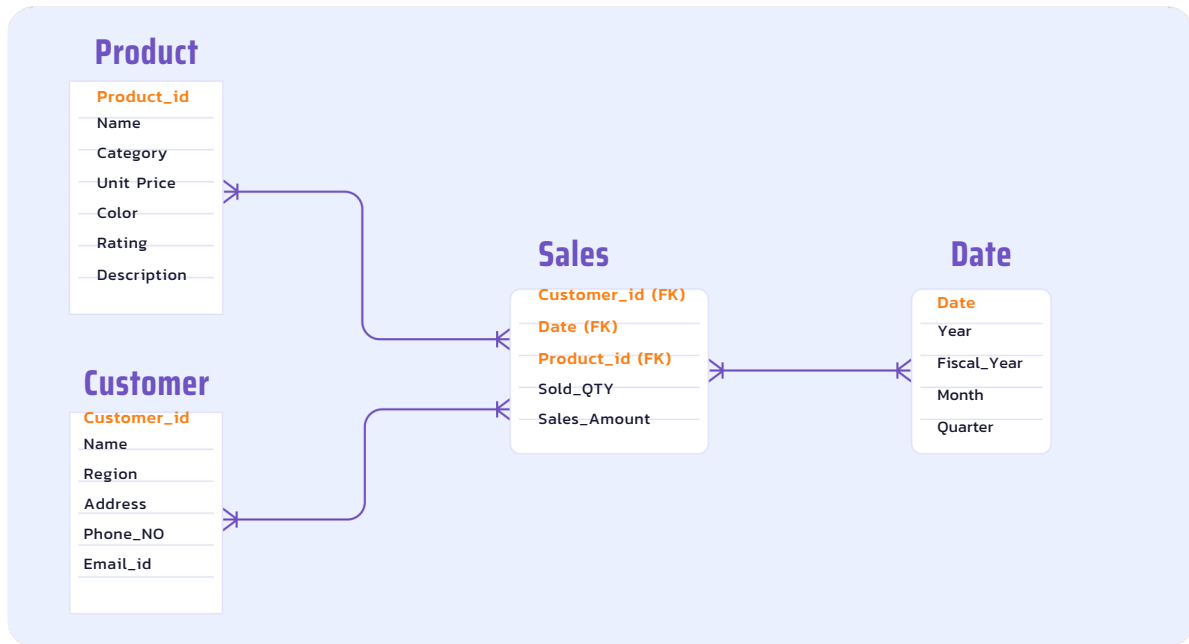 Product
Product_id
Name
Category
Unit Price
Color
Rating
Description
Customer
Customer_id
Name
Region
Address
Phone_NO
Email_id
Sales
Customer_id (FK)
Date (FK)
Product_id (FK)
Sold_QTY
Sales_Amount
Date
Date
Year
Fiscal_Year
Month
Quarter